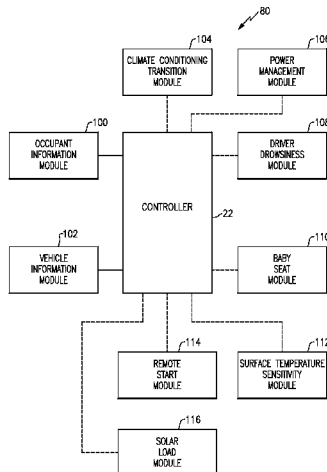 80
104
CLIMATE CONDITIONING
TRANSITION
MODULE
106
POWER
MANAGEMENT
MODULE
100
OCCUPANT
INFORMATION
MODULE
108
DRIVER
DROWSINESS
MODULE
CONTROLLER
22
102
VEHICLE
INFORMATION
MODULE
110
BABY
SEAT
MODULE
114
REMOTE
START
MODULE
112
SURFACE TEMPERATURE
SENSITIVITY
MODULE
116
SOLAR
LOAD
MODULE